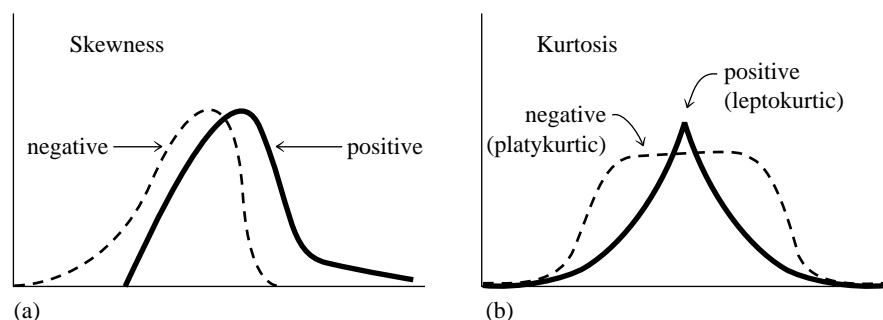 Skewness
negative
positive
(a)
Kurtosis
positive
(leptokurtic)
negative
(platykurtic)
(b)